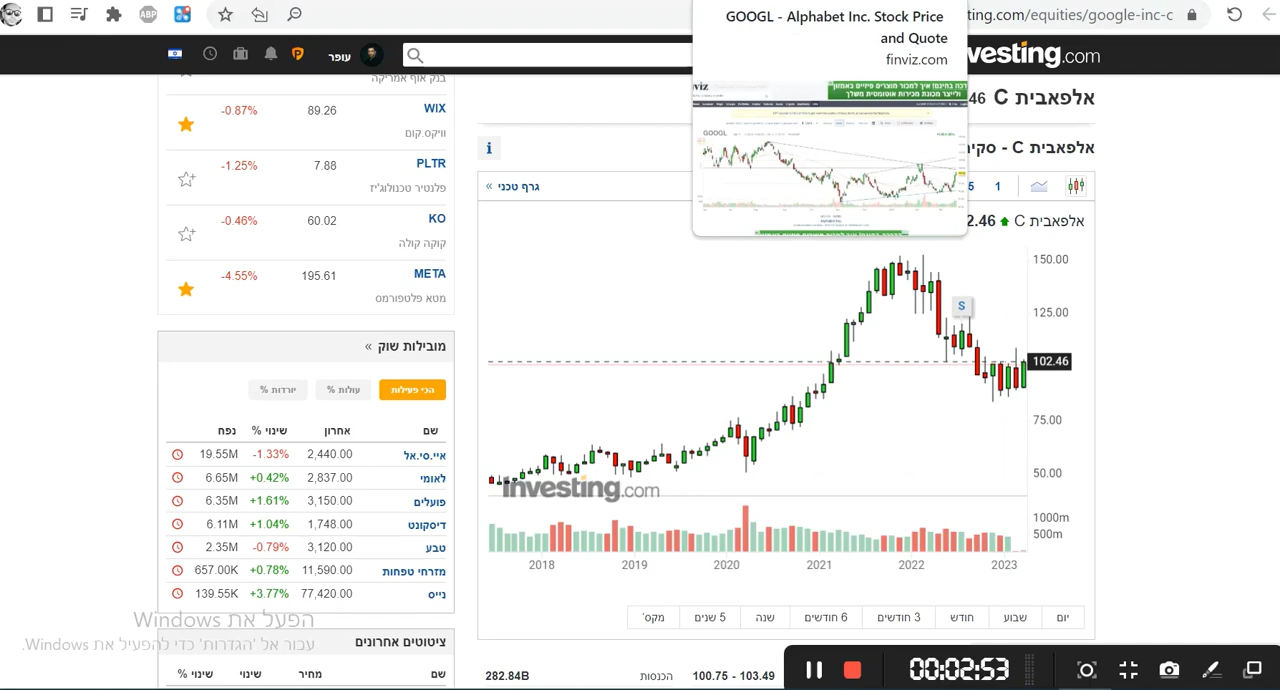 GOOGL - Alphabet Inc. Stock Price
and Quote
finviz.com
ting.com/equities/google-inc-c
ABP
עופר
investing.com
אלפאבית C
46
בנק אוף אמריקה
WIX 89.26 -0.87%
וויקס.קום
PLTR 7.88 -1.25%
פלנטיר טכנולוג'יז
KO 60.02 -0.46%
קוקה קולה
META 195.61 -4.55%
מטא פלטפורמס
מובילות שוק »
הכי פעילות
עולות %
יורדות %
שם אחרון שינוי % נפח
איי.סי.אל 2,440.00 -1.33% 19.55M
לאומי 2,837.00 +0.42% 6.65M
פועלים 3,150.00 +1.61% 6.35M
דיסקונט 1,748.00 +1.04% 6.11M
טבע 3,120.00 -0.79% 2.35M
מזרחי טפחות 11,590.00 +0.78% 657.00K
נייס 77,420.00 +3.77% 139.55K
ציטוטים אחרונים
שם מחיר שינוי שינוי %
הפעל את Windows
עבור אל 'הגדרות' כדי להפעיל את Windows.
אלפאבית C - סקי
גרף טכני »
5 1
אלפאבית C 2.46
GOOGL
S
150.00
125.00
102.46
75.00
50.00
investing.com
1000m
500m
2018 2019 2020 2021 2022 2023
יום
שבוע
חודש
3 חודשים
6 חודשים
שנה
5 שנים
מקס'
100.75 - 103.49
הכנסות 282.84B
00:02:53